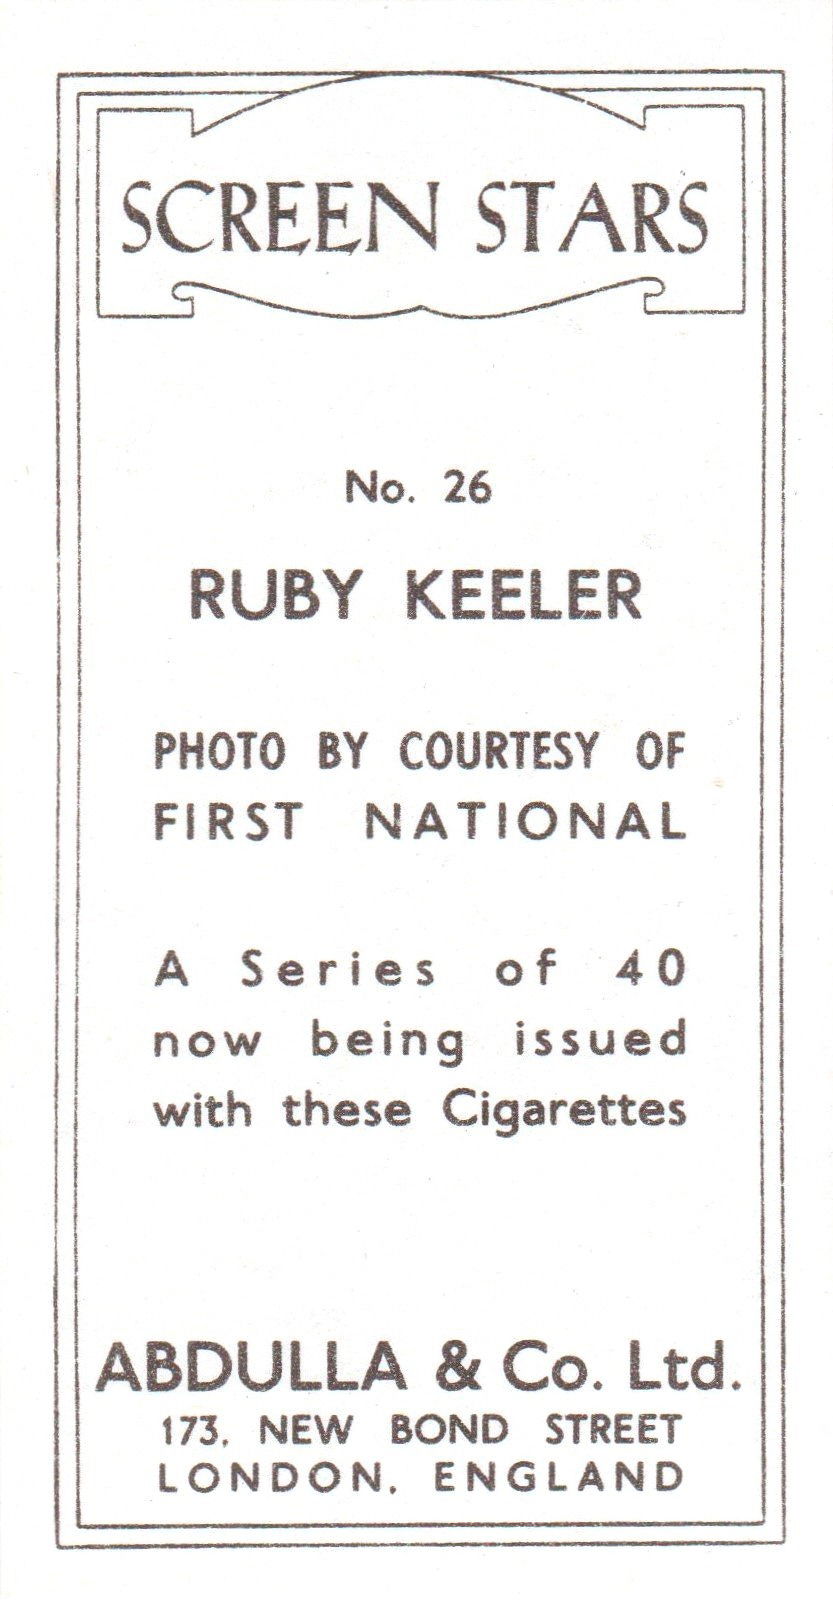 SCREEN STARS
No. 26
RUBY KEELER
PHOTO BY COURTESY OF
FIRST NATIONAL
A Series of 40
now being issued
with these Cigarettes
ABDULLA & Co. Ltd.
173, NEW BOND STREET
LONDON, ENGLAND